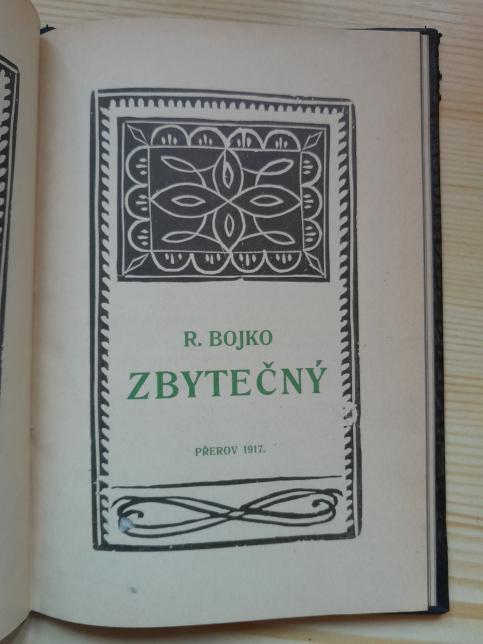 R. BOJKO
ZBYTEČNÝ
PŘEROV 1917.